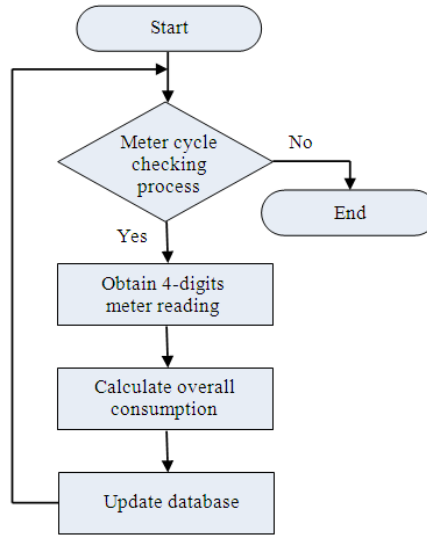 Start
Meter cycle
checking
process
No
End
Yes
Obtain 4-digits
meter reading
Calculate overall
consumption
Update database